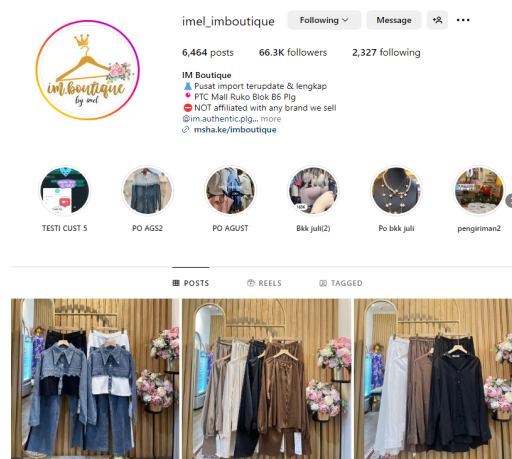 imel_imboutique
Following
Message
6,464 posts
66.3K followers
2,327 following
im.boutique
by imel
IM Boutique
👗 Pusat import terupdate & lengkap
📍 PTC Mall Ruko Blok B6 Plg
⛔ NOT affiliated with any brand we sell
@im.authentic.plg... more
msha.ke/imboutique
TESTI CUST 5
PO AGS2
PO AGUST
Bkk juli(2)
Po bkk juli
pengiriman2
POSTS
REELS
TAGGED